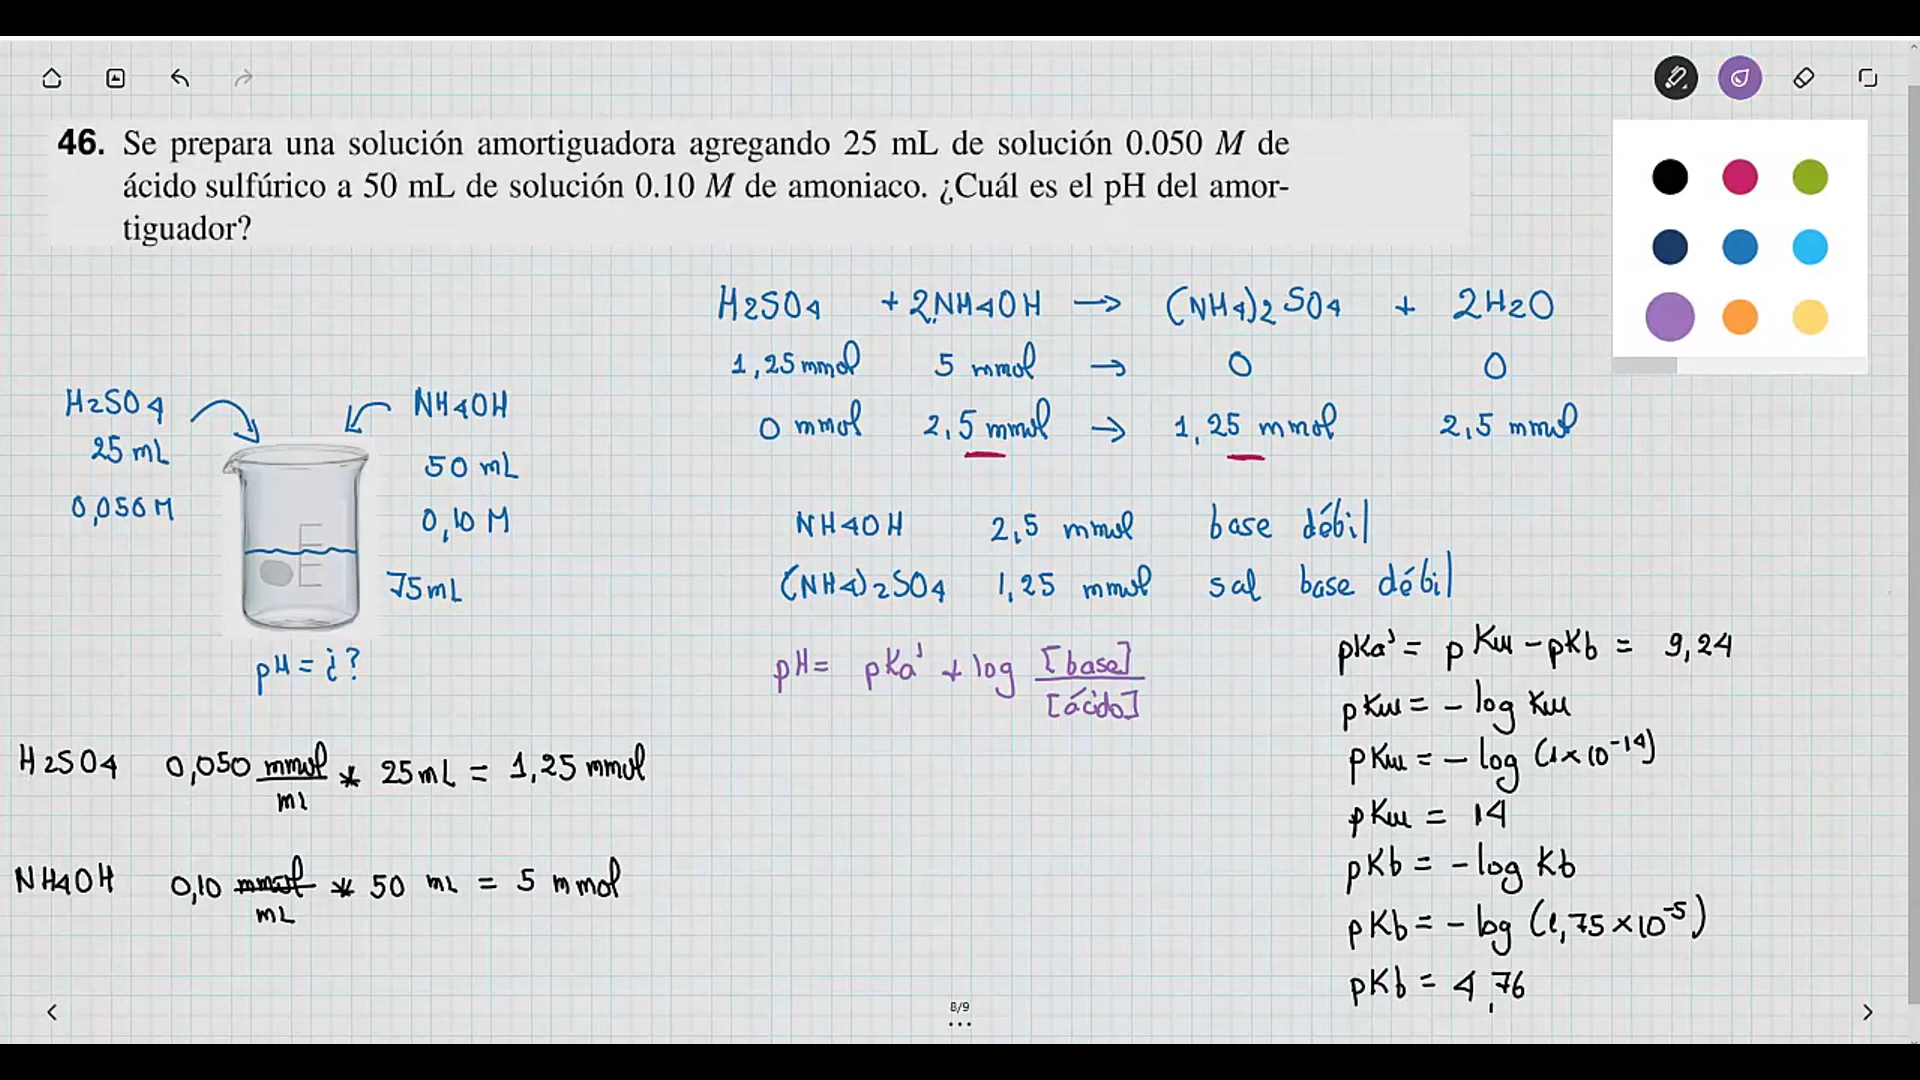 46. Se prepara una solución amortiguadora agregando 25 mL de solución 0.050 M de
ácido sulfúrico a 50 mL de solución 0.10 M de amoniaco. ¿Cuál es el pH del amor-
tiguador?
H2SO4 + 2NH4OH → (NH4)2SO4 + 2H2O
1,25 mmol 5 mmol → 0 0
0 mmol 2,5 mmol → 1,25 mmol 2,5 mmol
H2SO4
25 mL
0,050 M
NH4OH
50 mL
0,10 M
75 mL
pH = ¿?
NH4OH 2,5 mmol base débil
(NH4)2SO4 1,25 mmol sal base débil
pH = pKa' + log [base]/[ácido]
H2SO4 0,050 mmol/mL * 25 mL = 1,25 mmol
NH4OH 0,10 mmol/mL * 50 mL = 5 mmol
pKa' = pKw - pKb = 9,24
pKw = - log Kw
pKw = - log (1×10⁻¹⁴)
pKw = 14
pKb = - log Kb
pKb = - log (1,75×10⁻⁵)
pKb = 4,76
8/9